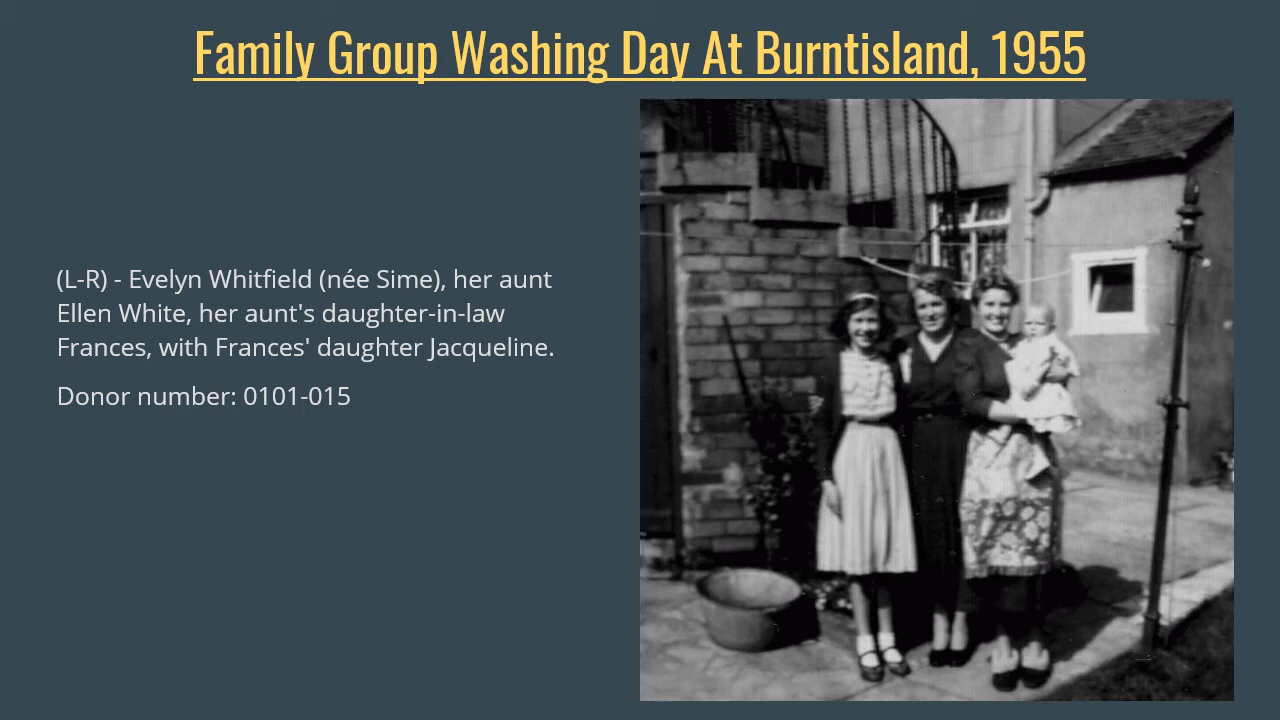 Family Group Washing Day At Burntisland, 1955
(L-R) - Evelyn Whitfield (née Sime), her aunt
Ellen White, her aunt's daughter-in-law
Frances, with Frances' daughter Jacqueline.
Donor number: 0101-015